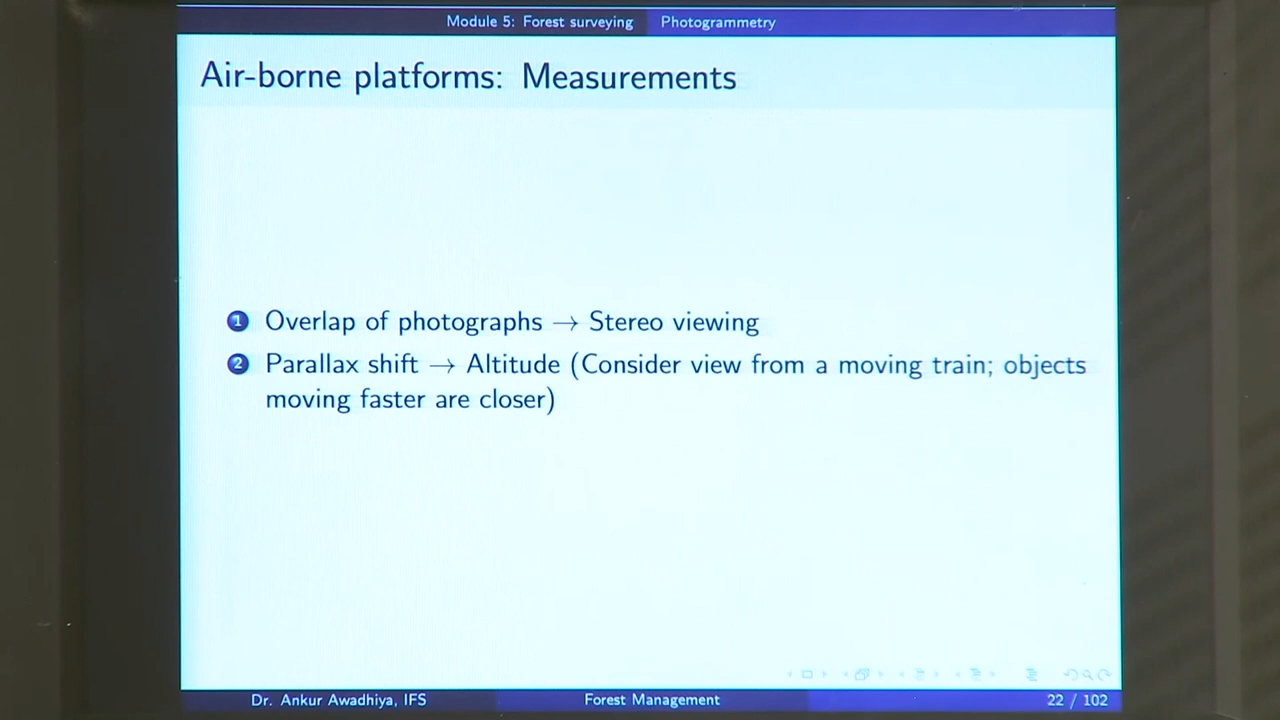 Module 5: Forest surveying Photogrammetry
Air-borne platforms: Measurements
1 Overlap of photographs → Stereo viewing
2 Parallax shift → Altitude (Consider view from a moving train; objects
moving faster are closer)
Dr. Ankur Awadhiya, IFS Forest Management 22 / 102